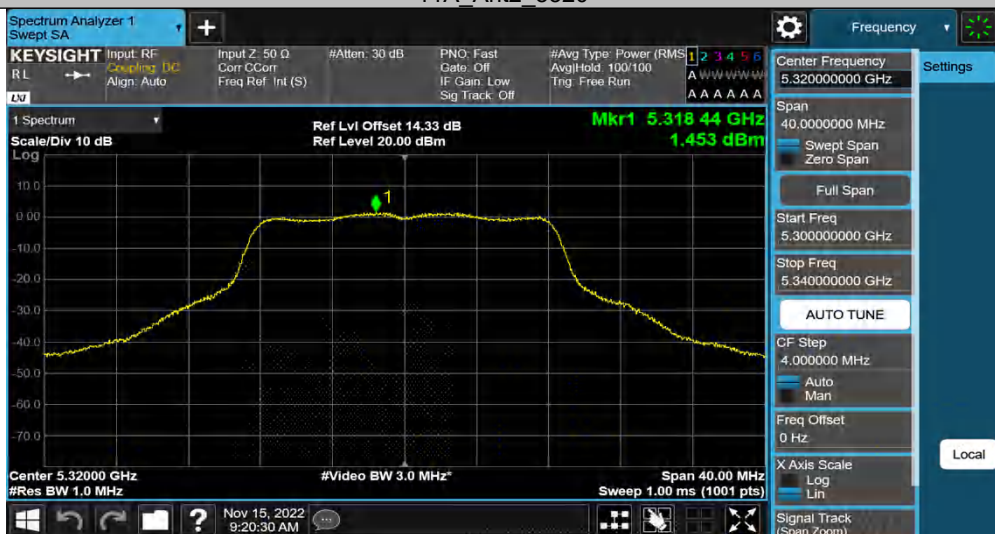 Spectrum Analyzer 1
Swept SA
Frequency
KEYSIGHT
RL
LXI
Input: RF
Coupling: DC
Align: Auto
Input Z: 50 Ω
Corr CCorr
Freq Ref: Int (S)
#Atten: 30 dB
PNO: Fast
Gate: Off
IF Gain: Low
Sig Track: Off
#Avg Type: Power (RMS
Avg|Hold: 100/100
Trig: Free Run
1 2 3 4 5 6
A W W W W W
A A A A A A
1 Spectrum
Scale/Div 10 dB
Log
Ref Lvl Offset 14.33 dB
Ref Level 20.00 dBm
Mkr1 5.318 44 GHz
1.453 dBm
10.0
0.00
-10.0
-20.0
-30.0
-40.0
-50.0
-60.0
-70.0
1
Center 5.32000 GHz
#Res BW 1.0 MHz
#Video BW 3.0 MHz*
Span 40.00 MHz
Sweep 1.00 ms (1001 pts)
Nov 15, 2022
9:20:30 AM
Center Frequency
5.320000000 GHz
Span
40.0000000 MHz
Swept Span
Zero Span
Full Span
Start Freq
5.300000000 GHz
Stop Freq
5.340000000 GHz
AUTO TUNE
CF Step
4.000000 MHz
Auto
Man
Freq Offset
0 Hz
X Axis Scale
Log
Lin
Signal Track
(Span Zoom)
Settings
Local